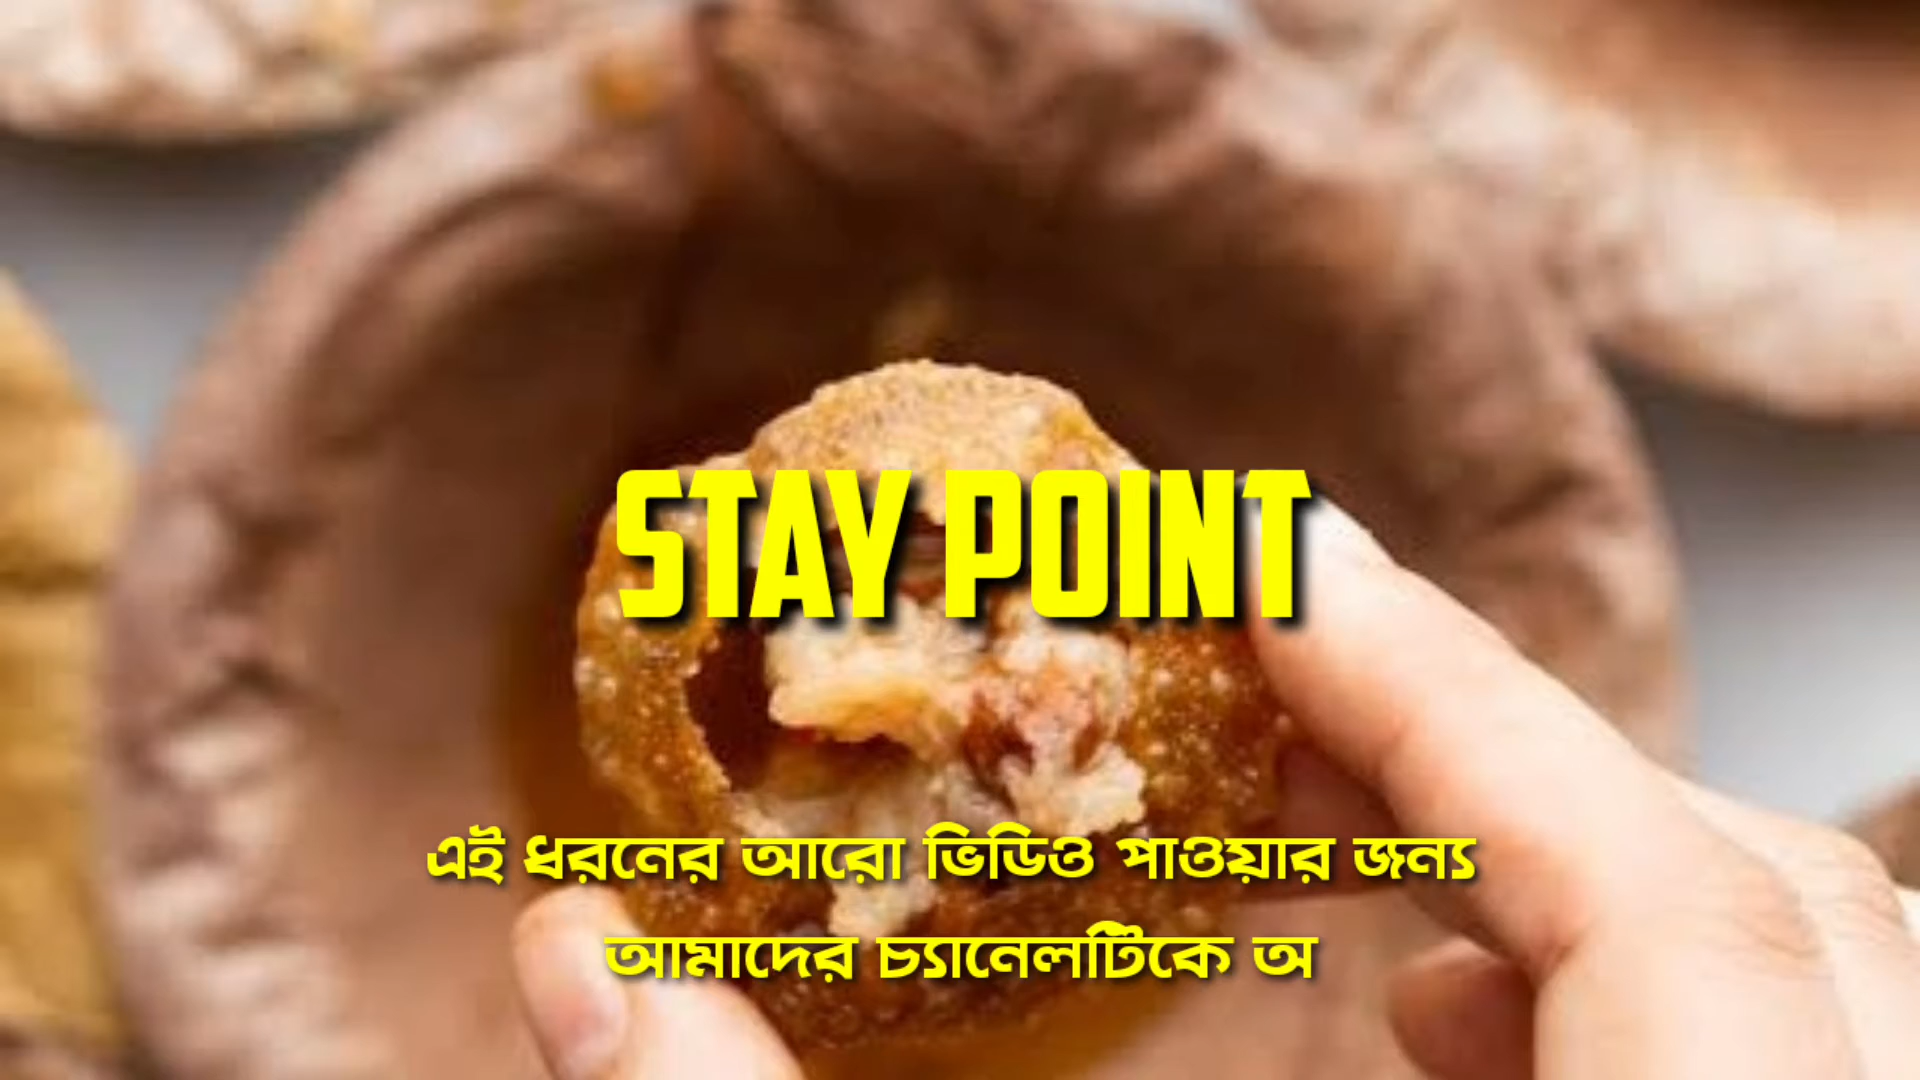 STAY POINT
এই ধরনের আরো ভিডিও পাওয়ার জন্য
আমাদের চ্যানেলটিকে অ